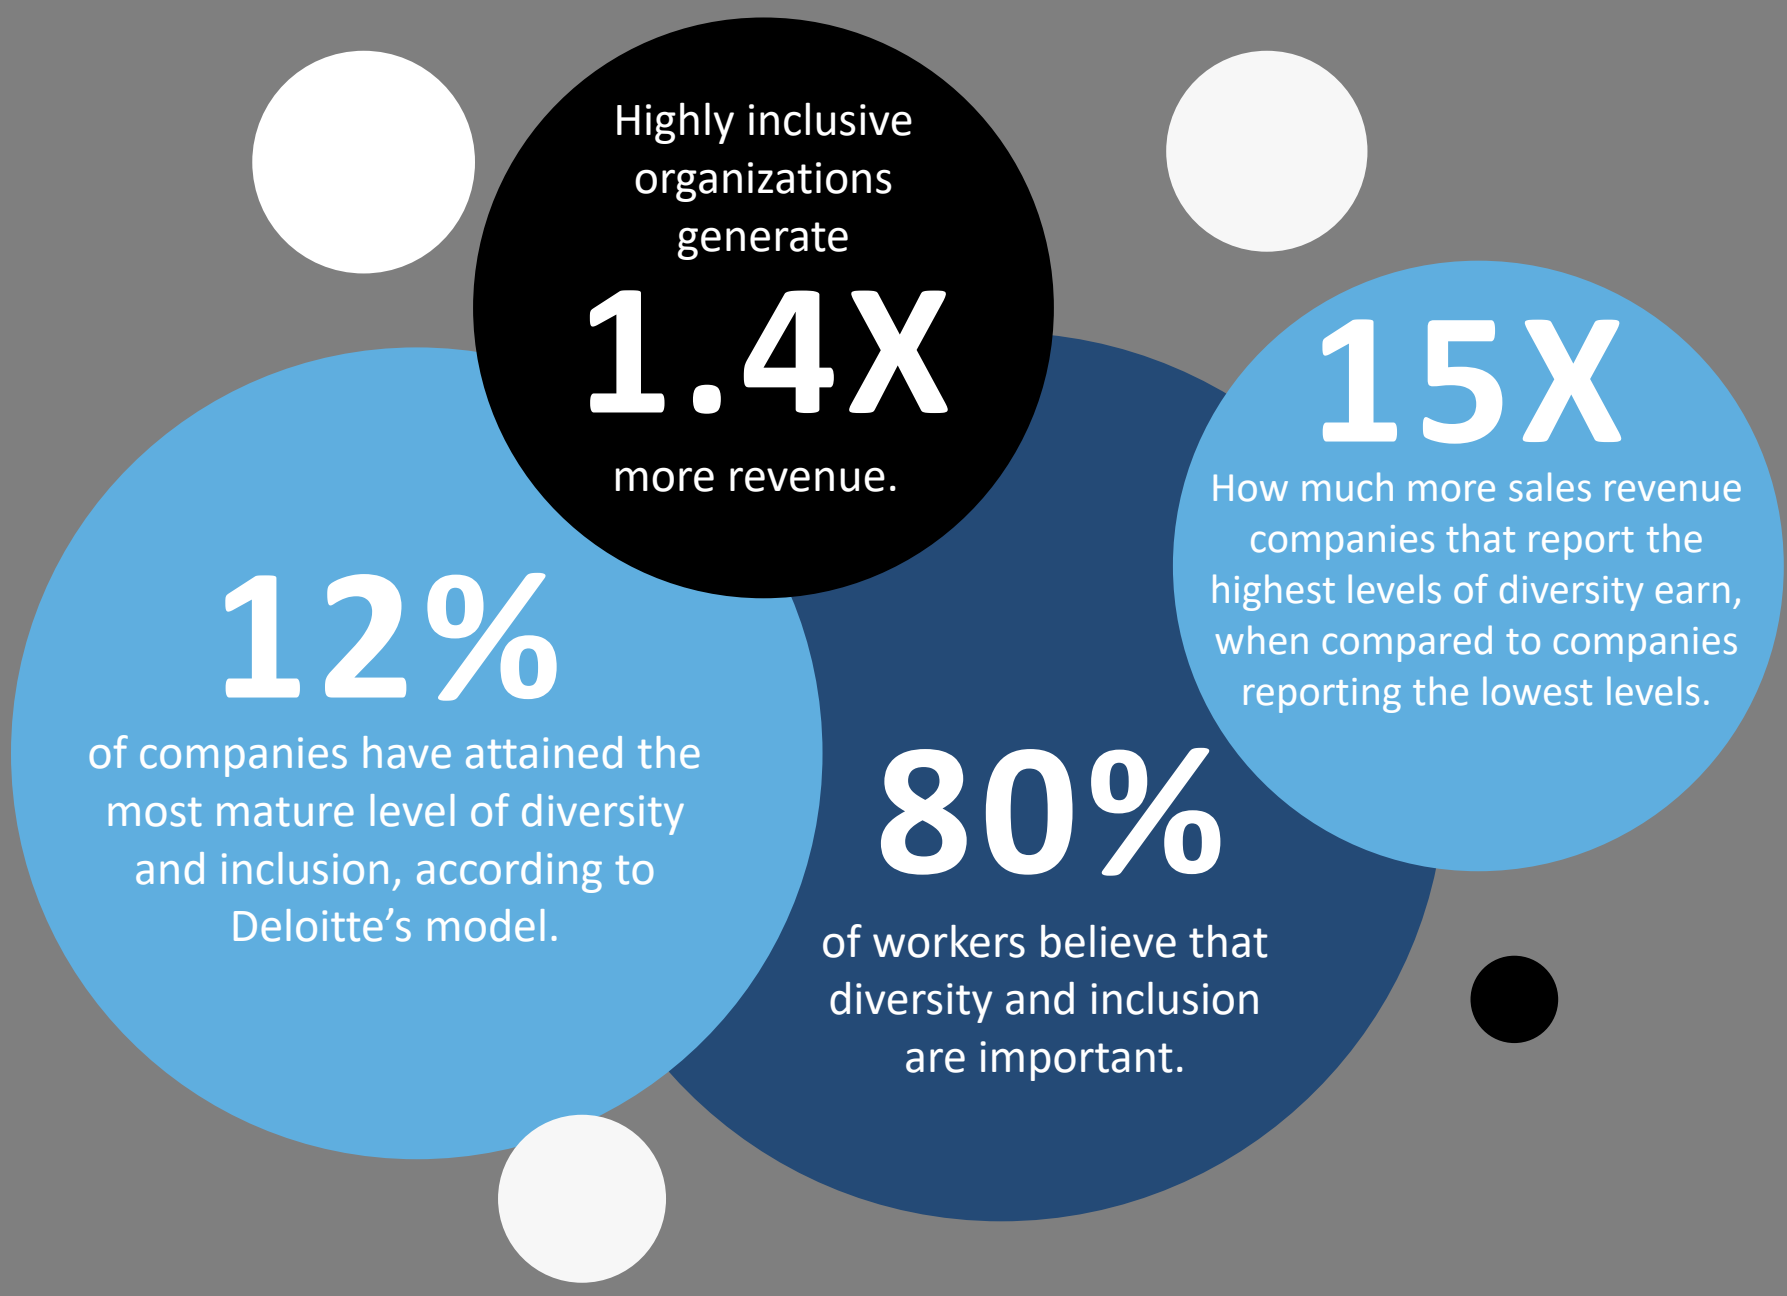 Highly inclusive
organizations
generate
1.4X
more revenue.
15X
How much more sales revenue
companies that report the
highest levels of diversity earn,
when compared to companies
reporting the lowest levels.
12%
of companies have attained the
most mature level of diversity
and inclusion, according to
Deloitte’s model.
80%
of workers believe that
diversity and inclusion
are important.